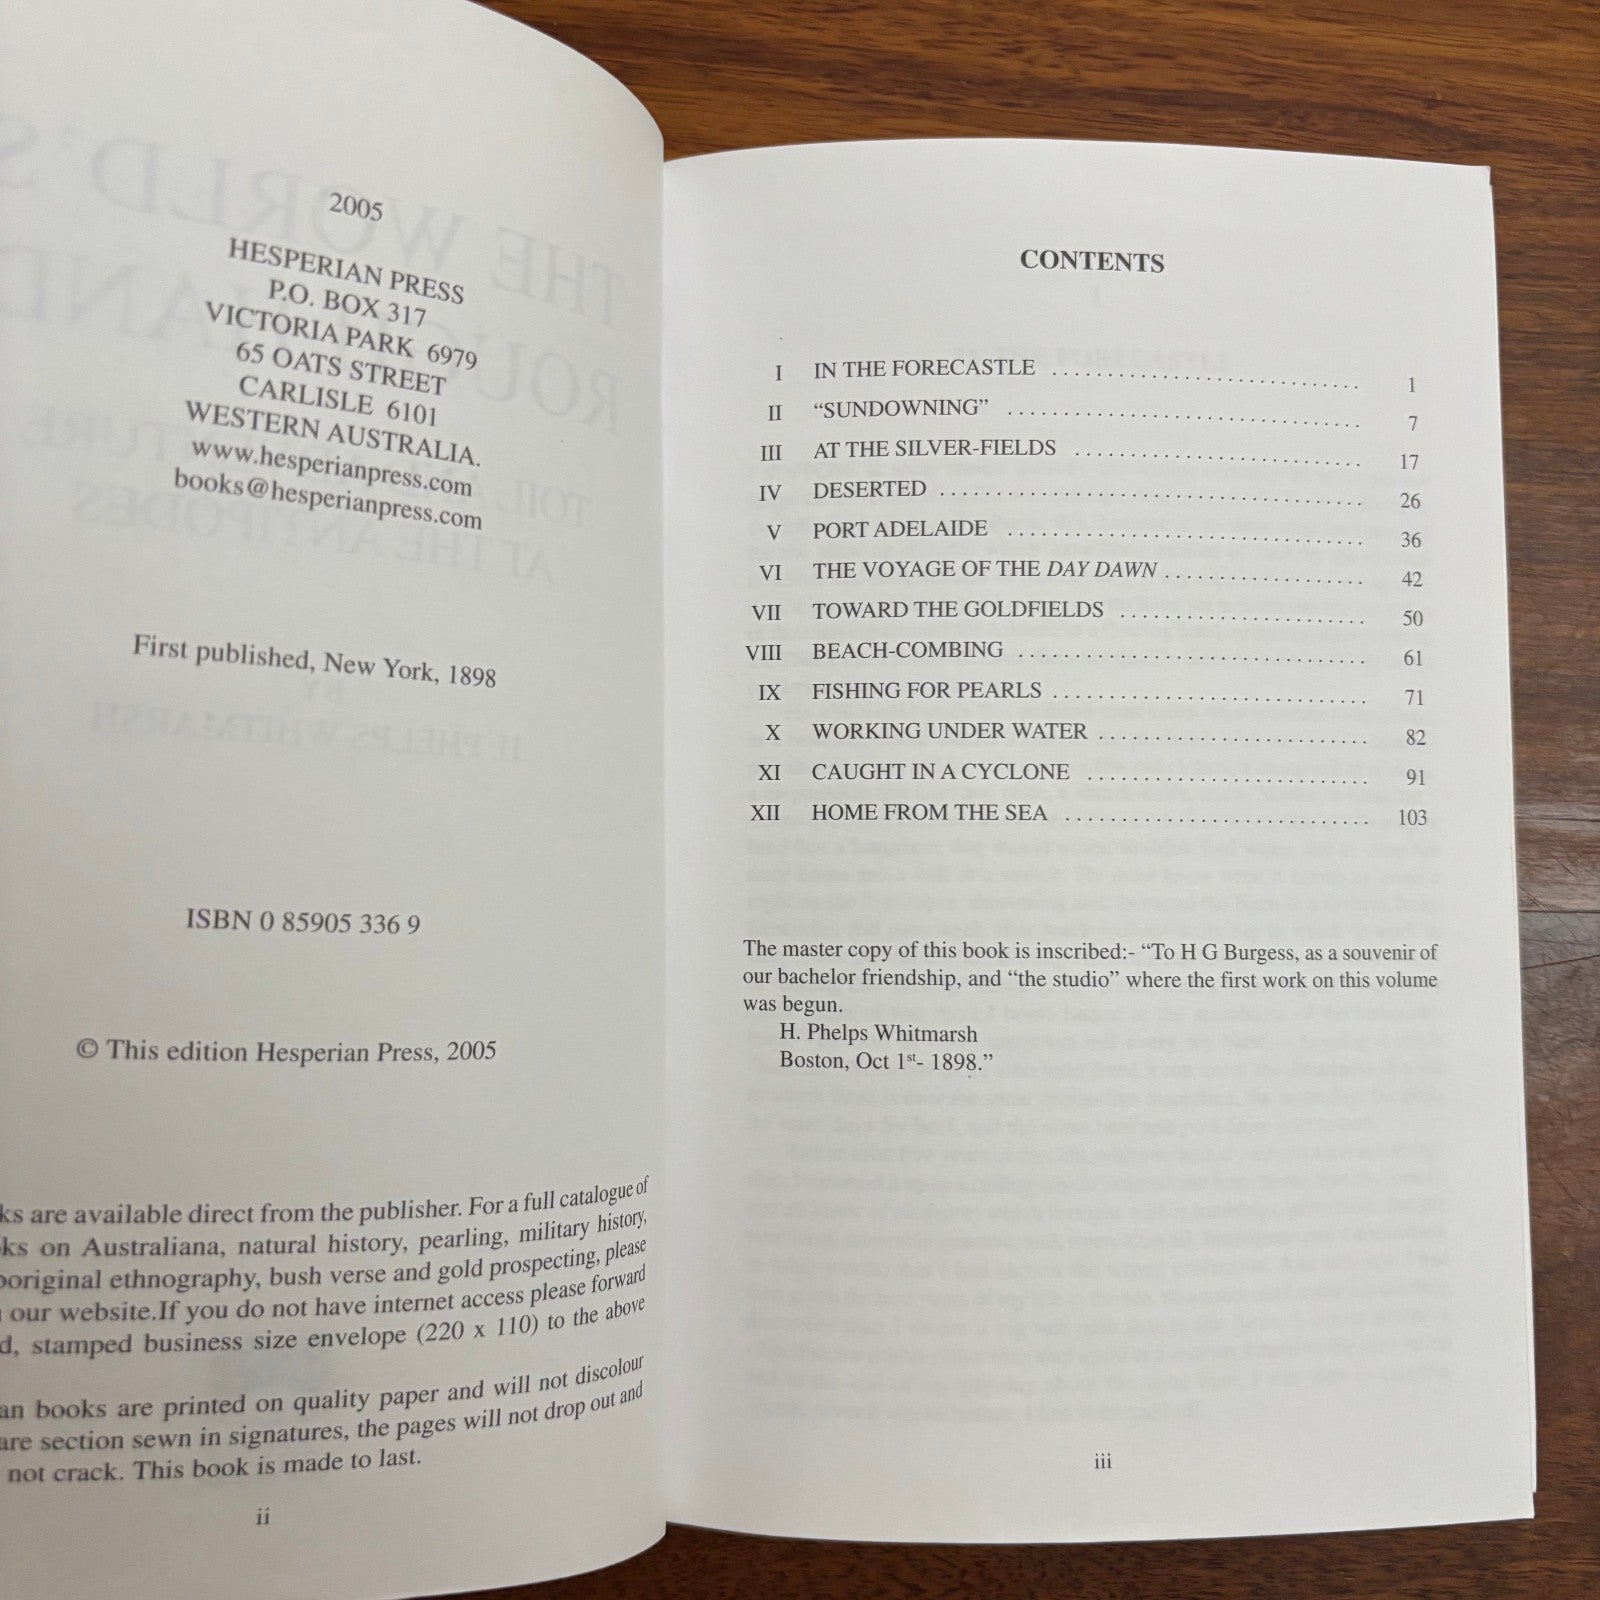 2005
HESPERIAN PRESS
P.O. BOX 317
VICTORIA PARK 6979
65 OATS STREET
CARLISLE 6101
WESTERN AUSTRALIA.
www.hesperianpress.com
books@hesperianpress.com
First published, New York, 1898
ISBN 0 85905 336 9
© This edition Hesperian Press, 2005
are available direct from the publisher. For a full catalogue of
on Australiana, natural history, pearling, military history,
ethnography, bush verse and gold prospecting, please
our website.If you do not have internet access please forward
stamped business size envelope (220 x 110) to the above
books are printed on quality paper and will not discolour
are section sewn in signatures, the pages will not drop out and
not crack. This book is made to last.
ii
CONTENTS
I IN THE FORECASTLE 1
II “SUNDOWNING” 7
III AT THE SILVER-FIELDS 17
IV DESERTED 26
V PORT ADELAIDE 36
VI THE VOYAGE OF THE DAY DAWN 42
VII TOWARD THE GOLDFIELDS 50
VIII BEACH-COMBING 61
IX FISHING FOR PEARLS 71
X WORKING UNDER WATER 82
XI CAUGHT IN A CYCLONE 91
XII HOME FROM THE SEA 103
The master copy of this book is inscribed:- “To H G Burgess, as a souvenir of
our bachelor friendship, and “the studio” where the first work on this volume
was begun.
H. Phelps Whitmarsh
Boston, Oct 1st- 1898.”
iii